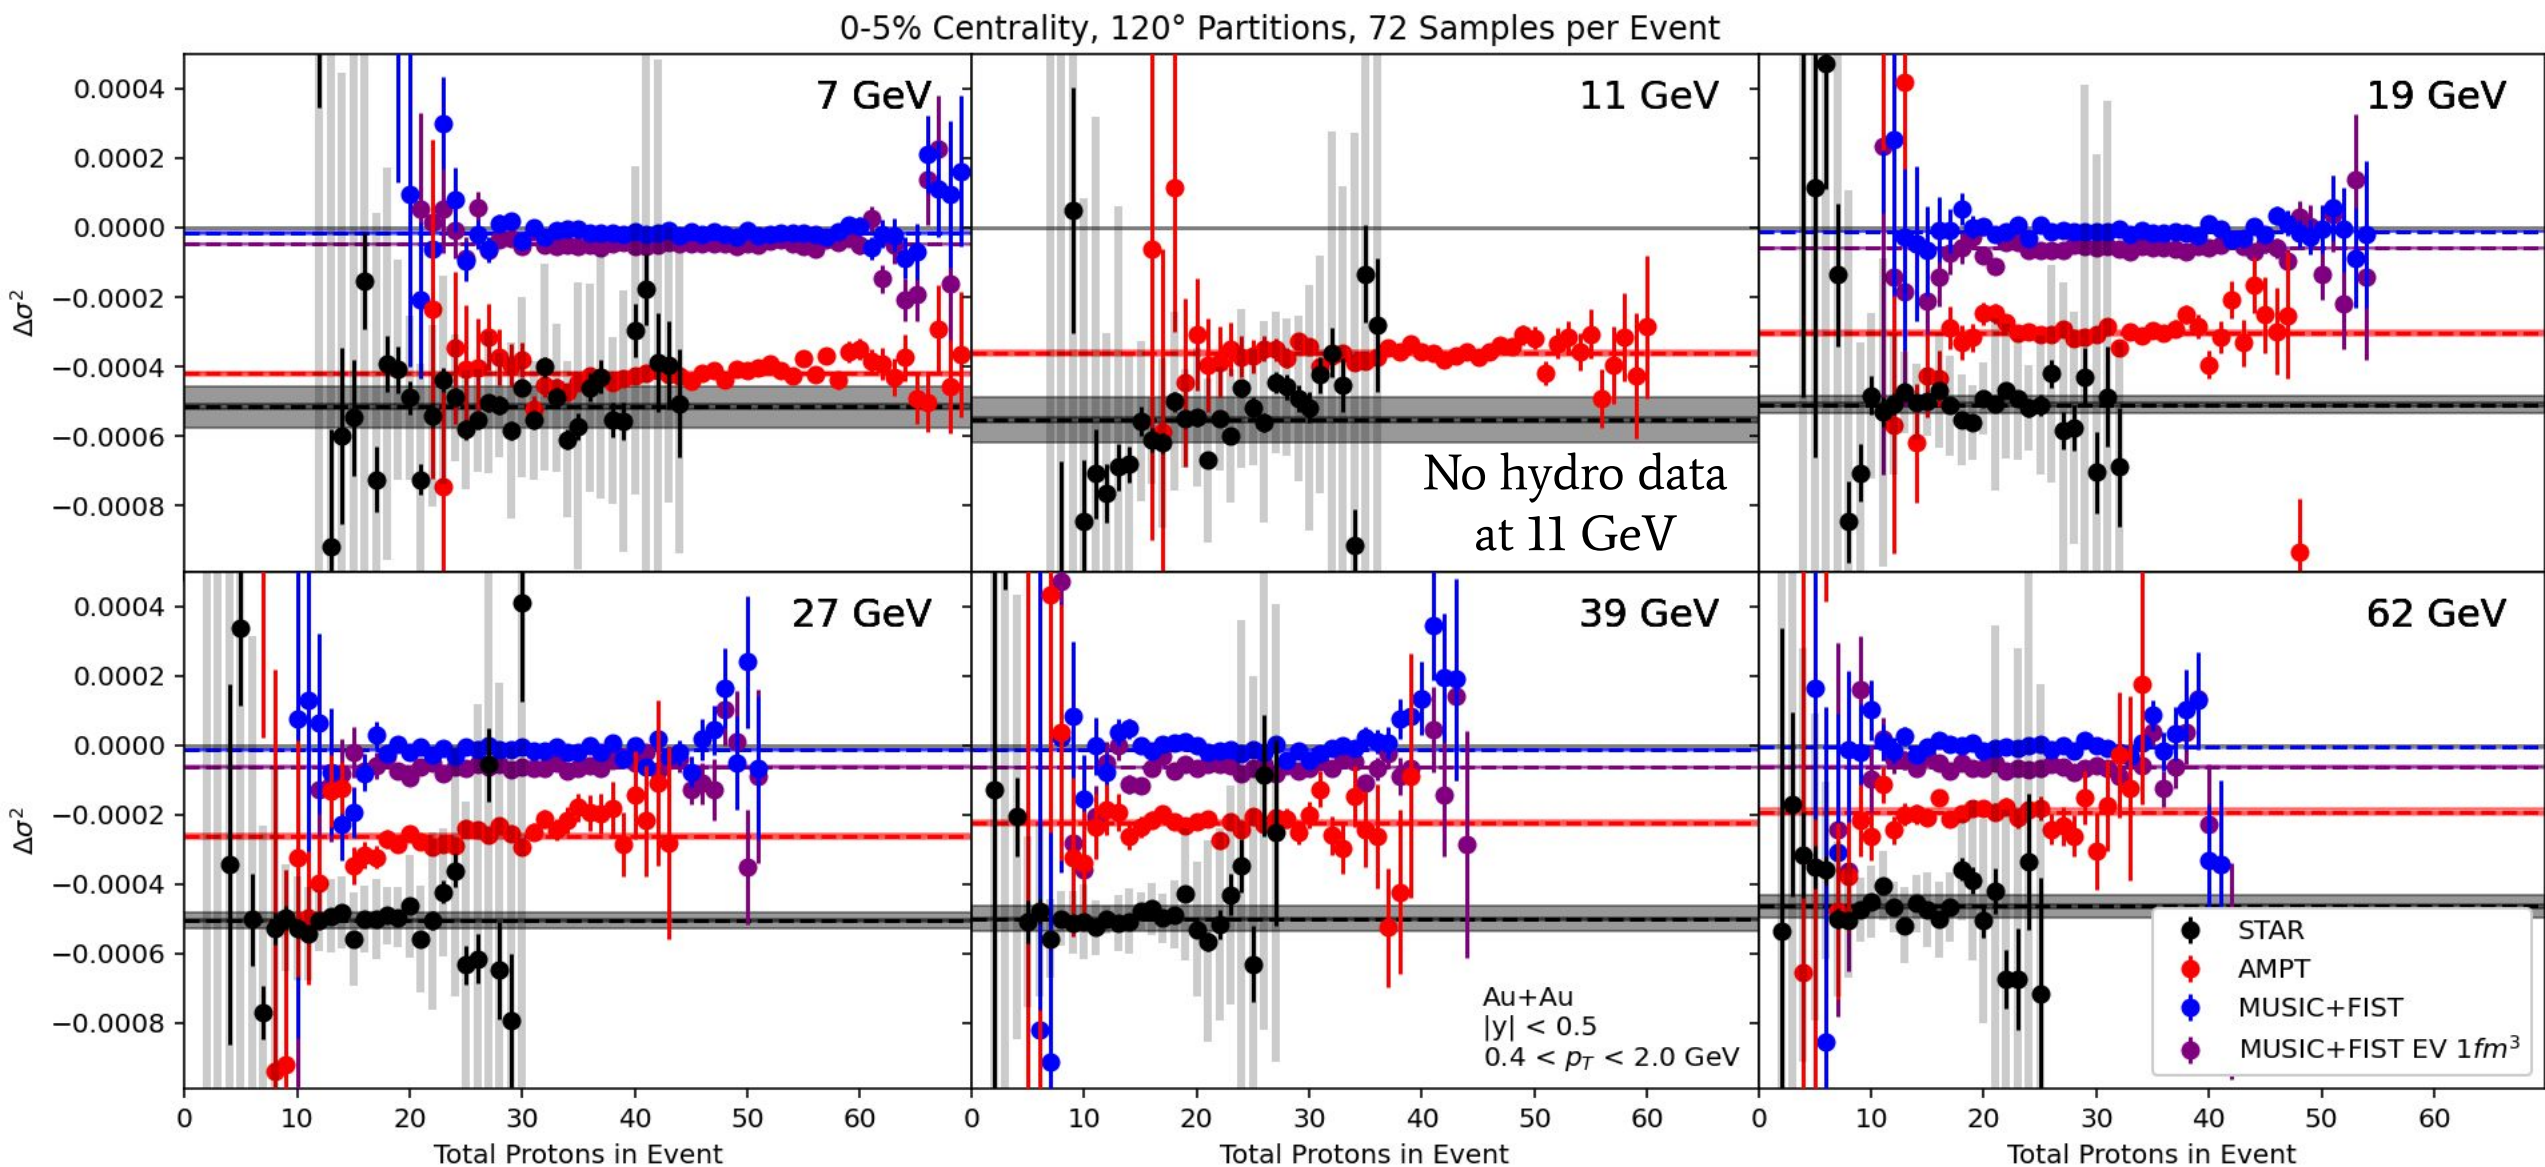 0-5% Centrality, 120° Partitions, 72 Samples per Event
7 GeV
11 GeV
19 GeV
0.0004
0.0002
0.0000
−0.0002
−0.0004
−0.0006
−0.0008
Δσ²
No hydro data
at 11 GeV
27 GeV
39 GeV
62 GeV
0.0004
0.0002
0.0000
−0.0002
−0.0004
−0.0006
−0.0008
Δσ²
Au+Au
|y| < 0.5
0.4 < p_T < 2.0 GeV
STAR
AMPT
MUSIC+FIST
MUSIC+FIST EV 1fm³
0 10 20 30 40 50 60
0 10 20 30 40 50 60
0 10 20 30 40 50 60
Total Protons in Event
Total Protons in Event
Total Protons in Event